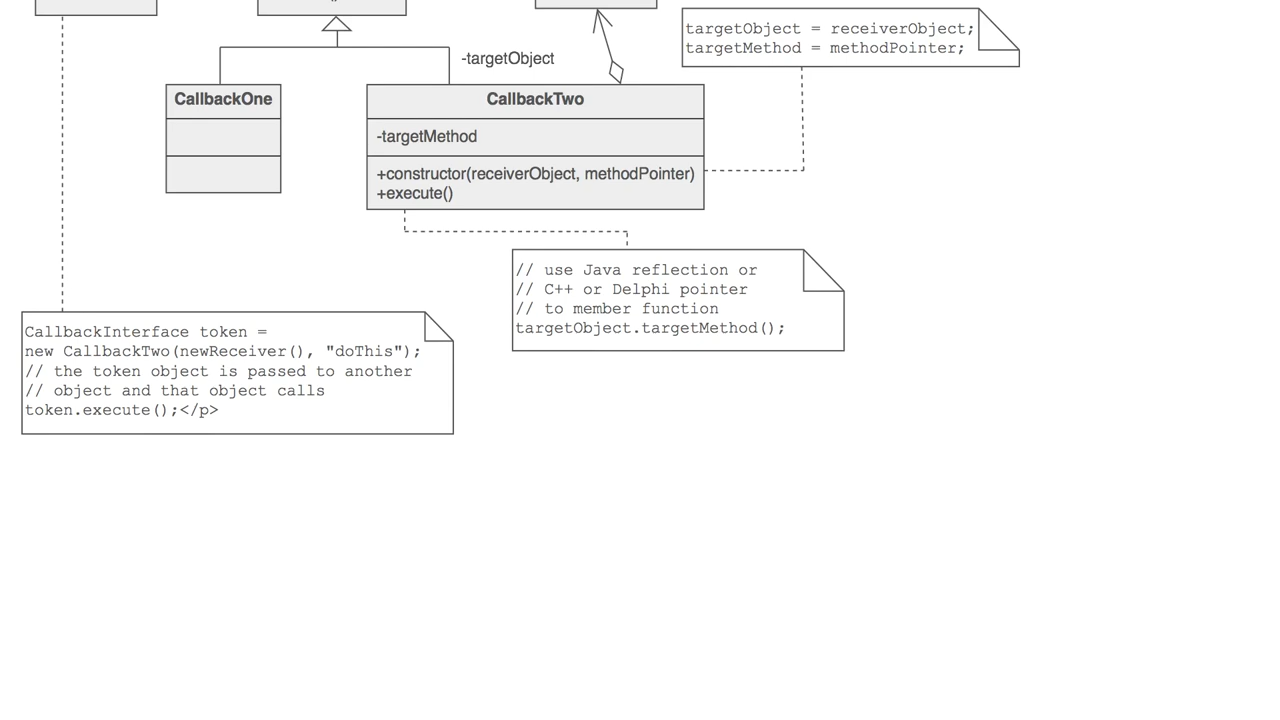 targetObject = receiverObject;
targetMethod = methodPointer;
-targetObject
CallbackOne
CallbackTwo
-targetMethod
+constructor(receiverObject, methodPointer)
+execute()
// use Java reflection or
// C++ or Delphi pointer
// to member function
targetObject.targetMethod();
CallbackInterface token =
new CallbackTwo(newReceiver(), "doThis");
// the token object is passed to another
// object and that object calls
token.execute();</p>